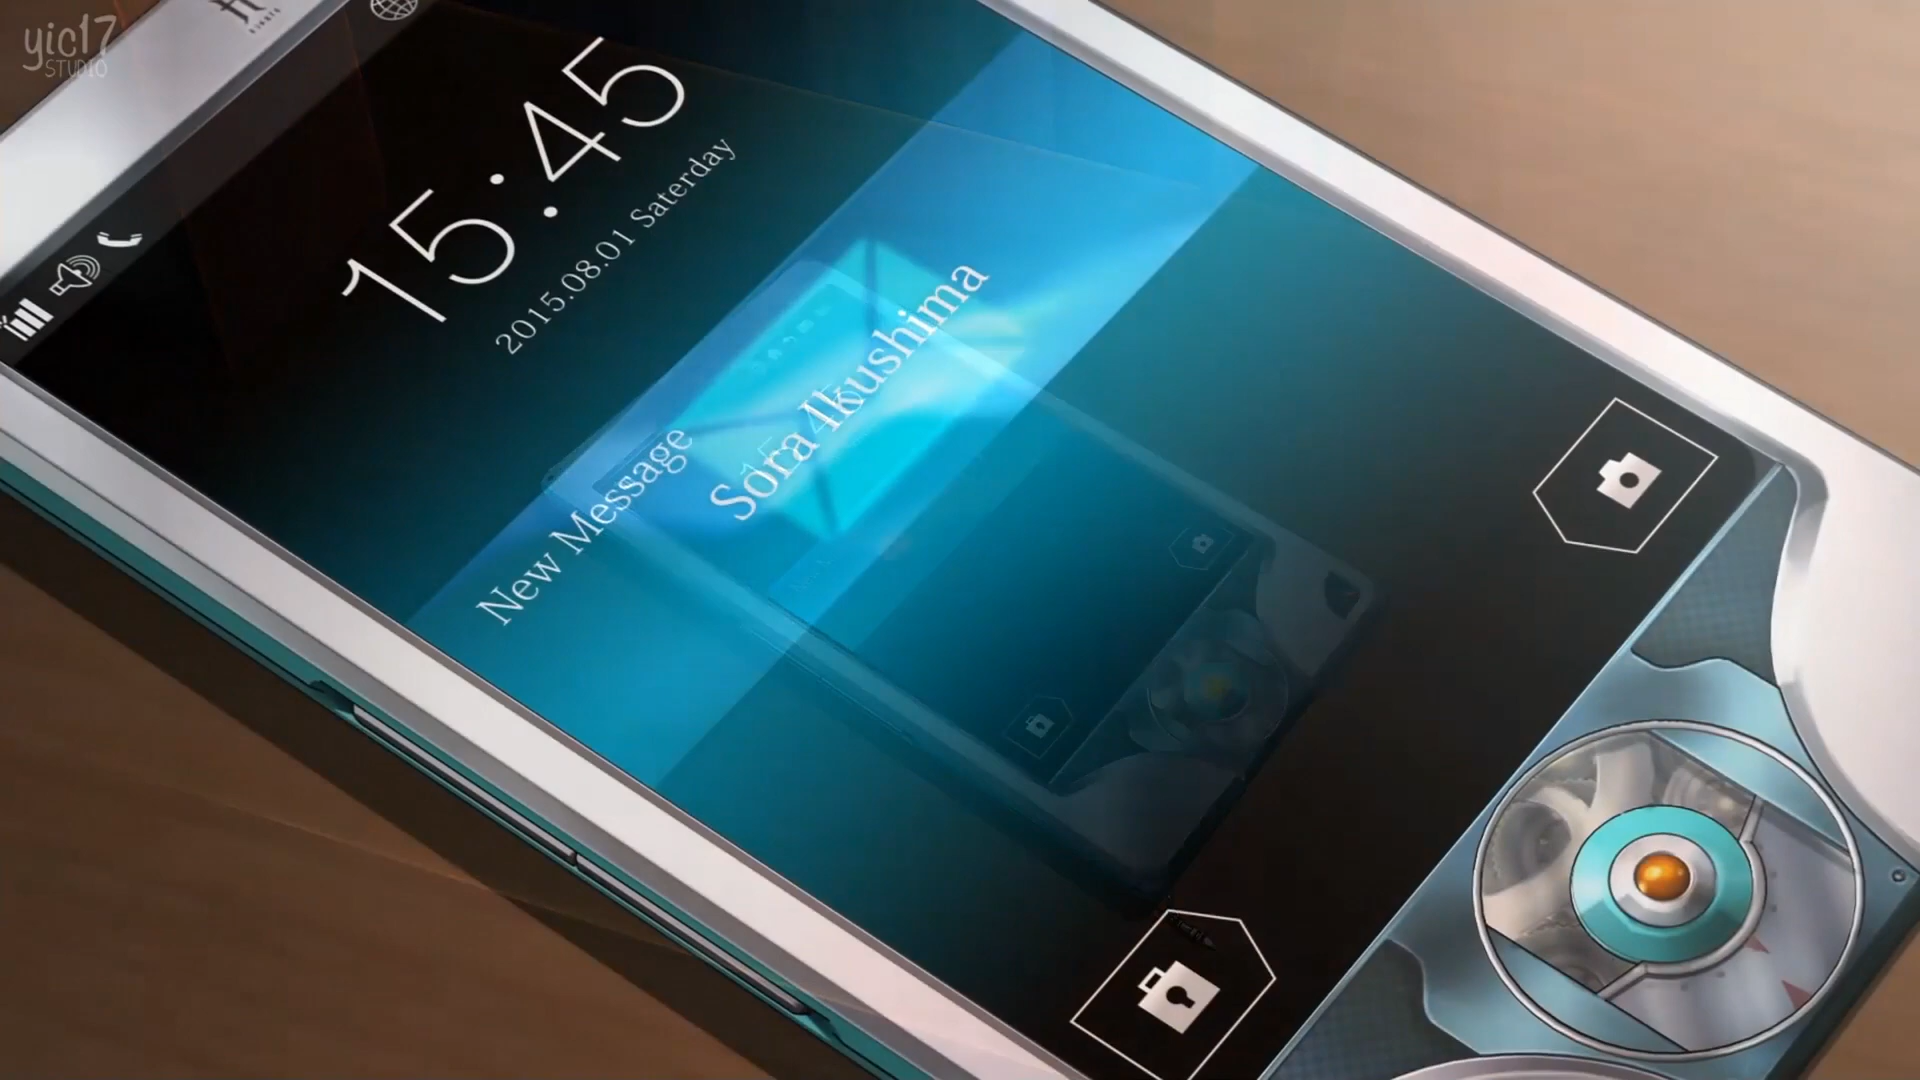 yic17
STUDIO
15:45
2015.08.01 Saterday
New Message
Sora Ikushima